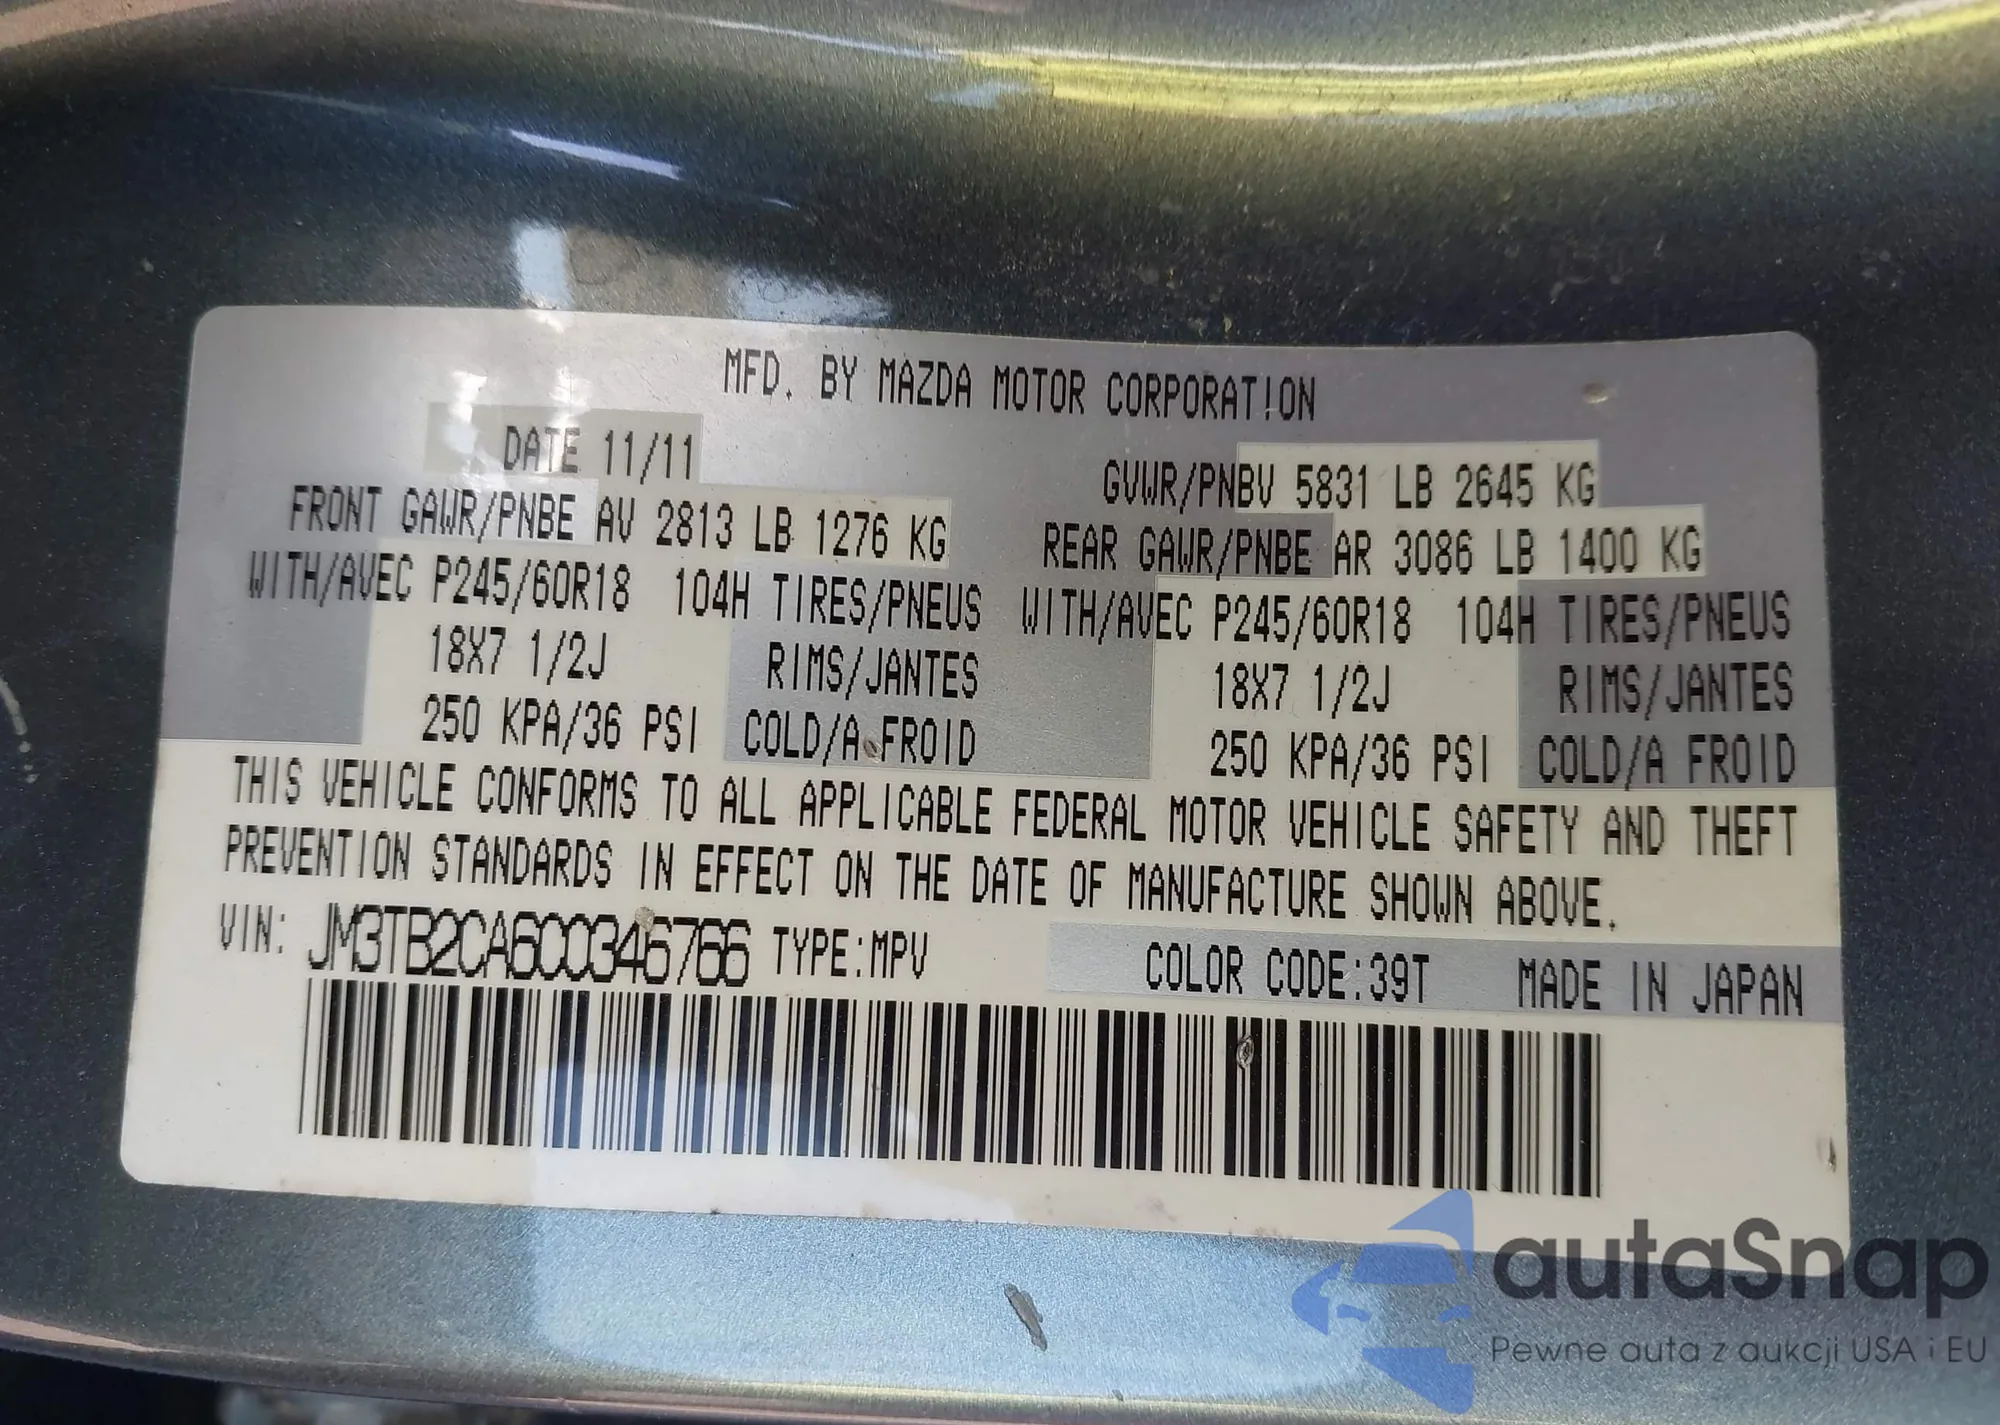 MFD. BY MAZDA MOTOR CORPORATION
DATE 11/11
GVWR/PNBV 5831 LB 2645 KG
FRONT GAWR/PNBE AV 2813 LB 1276 KG
REAR GAWR/PNBE AR 3086 LB 1400 KG
WITH/AVEC P245/60R18 104H TIRES/PNEUS
WITH/AVEC P245/60R18 104H TIRES/PNEUS
18X7 1/2J RIMS/JANTES
18X7 1/2J RIMS/JANTES
250 KPA/36 PSI COLD/A FROID
250 KPA/36 PSI COLD/A FROID
THIS VEHICLE CONFORMS TO ALL APPLICABLE FEDERAL MOTOR VEHICLE SAFETY AND THEFT
PREVENTION STANDARDS IN EFFECT ON THE DATE OF MANUFACTURE SHOWN ABOVE.
VIN: JM3TB2CA6C0346766 TYPE:MPV COLOR CODE:39T MADE IN JAPAN
autaSnap
Pewne auta z aukcji USA i EU